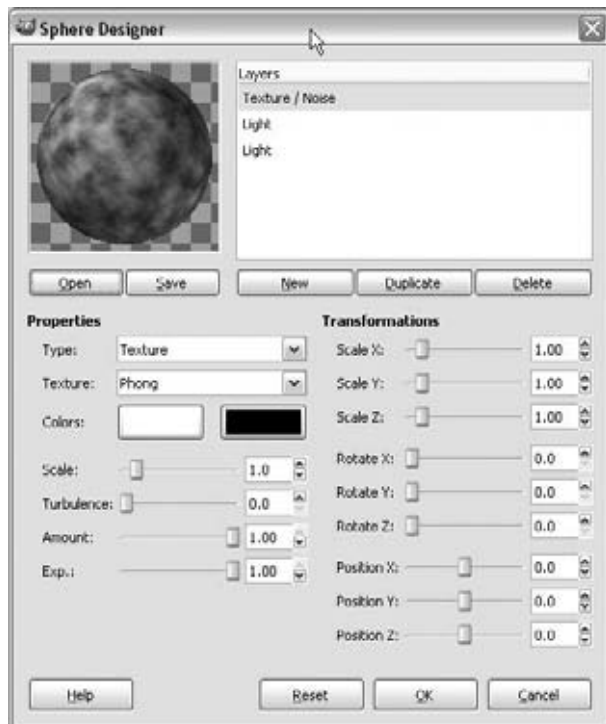 Sphere Designer
Layers
Texture / Noise
Light
Light
Open Save New Duplicate Delete
Properties
Type: Texture
Texture: Phong
Colors:
Scale: 1.0
Turbulence: 0.0
Amount: 1.00
Exp.: 1.00
Transformations
Scale X: 1.00
Scale Y: 1.00
Scale Z: 1.00
Rotate X: 0.0
Rotate Y: 0.0
Rotate Z: 0.0
Position X: 0.0
Position Y: 0.0
Position Z: 0.0
Help Reset OK Cancel